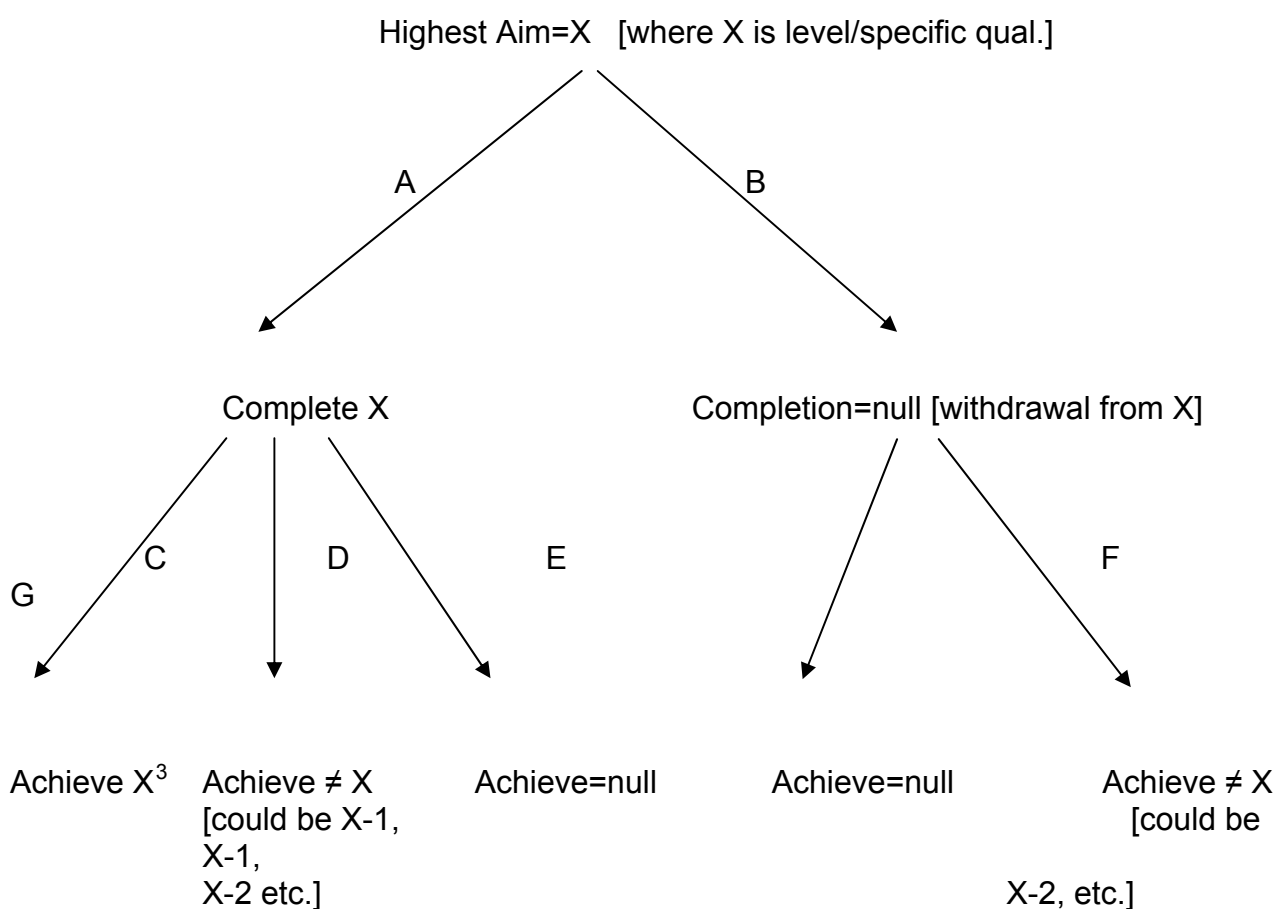 Highest Aim=X [where X is level/specific qual.]
A B
Complete X Completion=null [withdrawal from X]
C D E F
G
Achieve X³ Achieve ≠ X Achieve=null Achieve=null Achieve ≠ X
[could be X-1, [could be
X-1,
X-2 etc.] X-2, etc.]